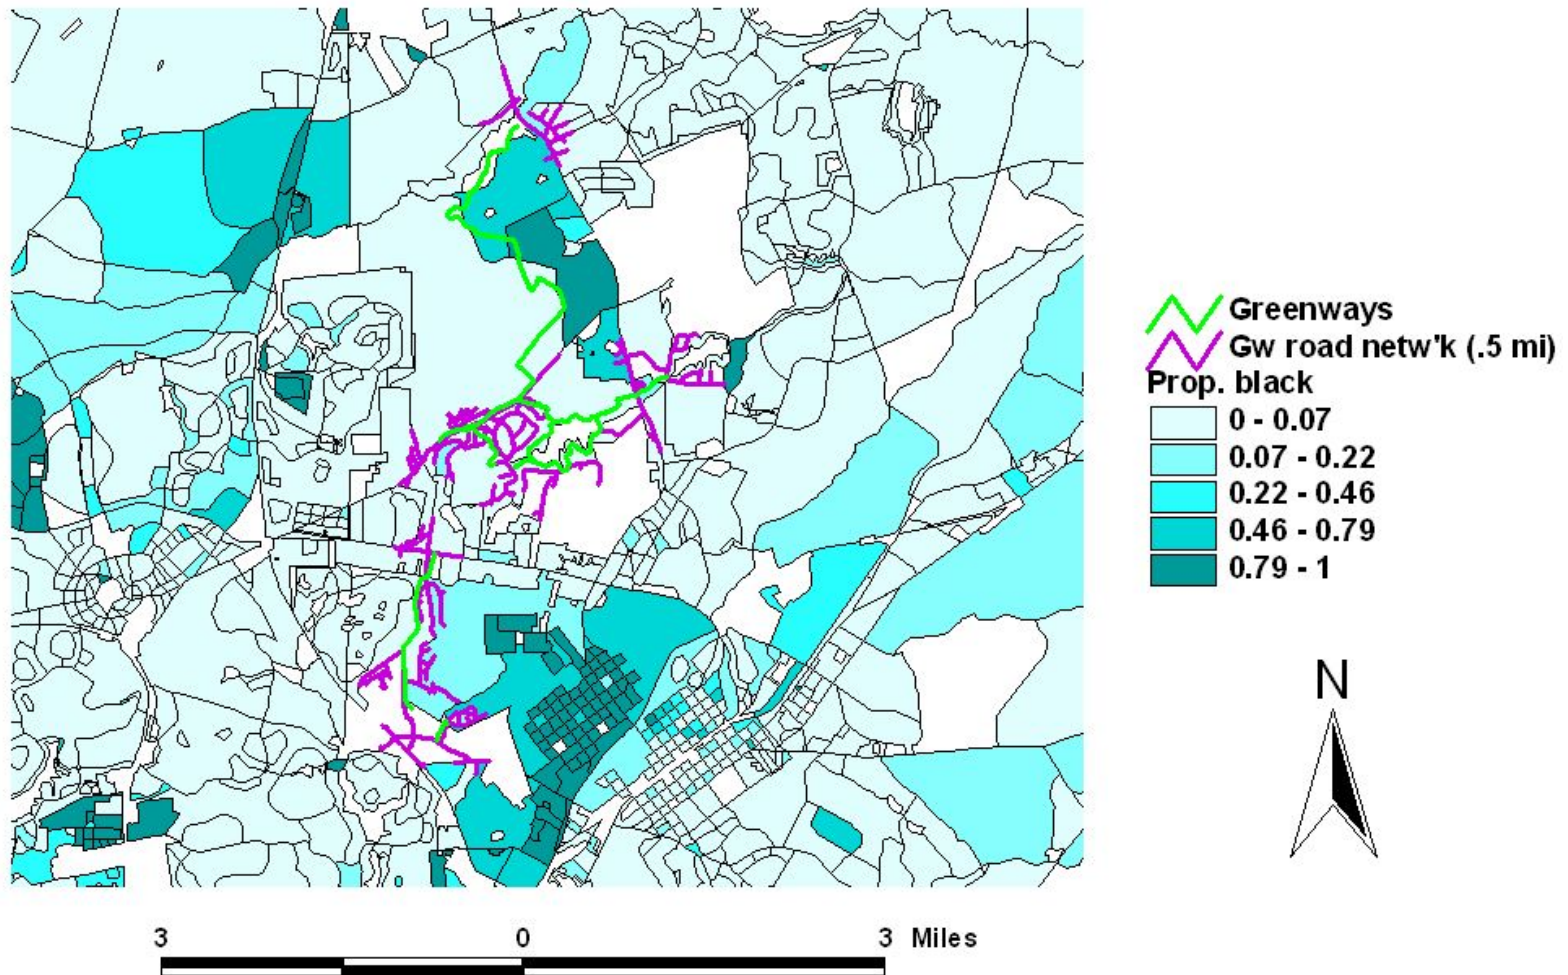 Greenways
Gw road netw'k (.5 mi)
Prop. black
0 - 0.07
0.07 - 0.22
0.22 - 0.46
0.46 - 0.79
0.79 - 1
N
3 0 3 Miles